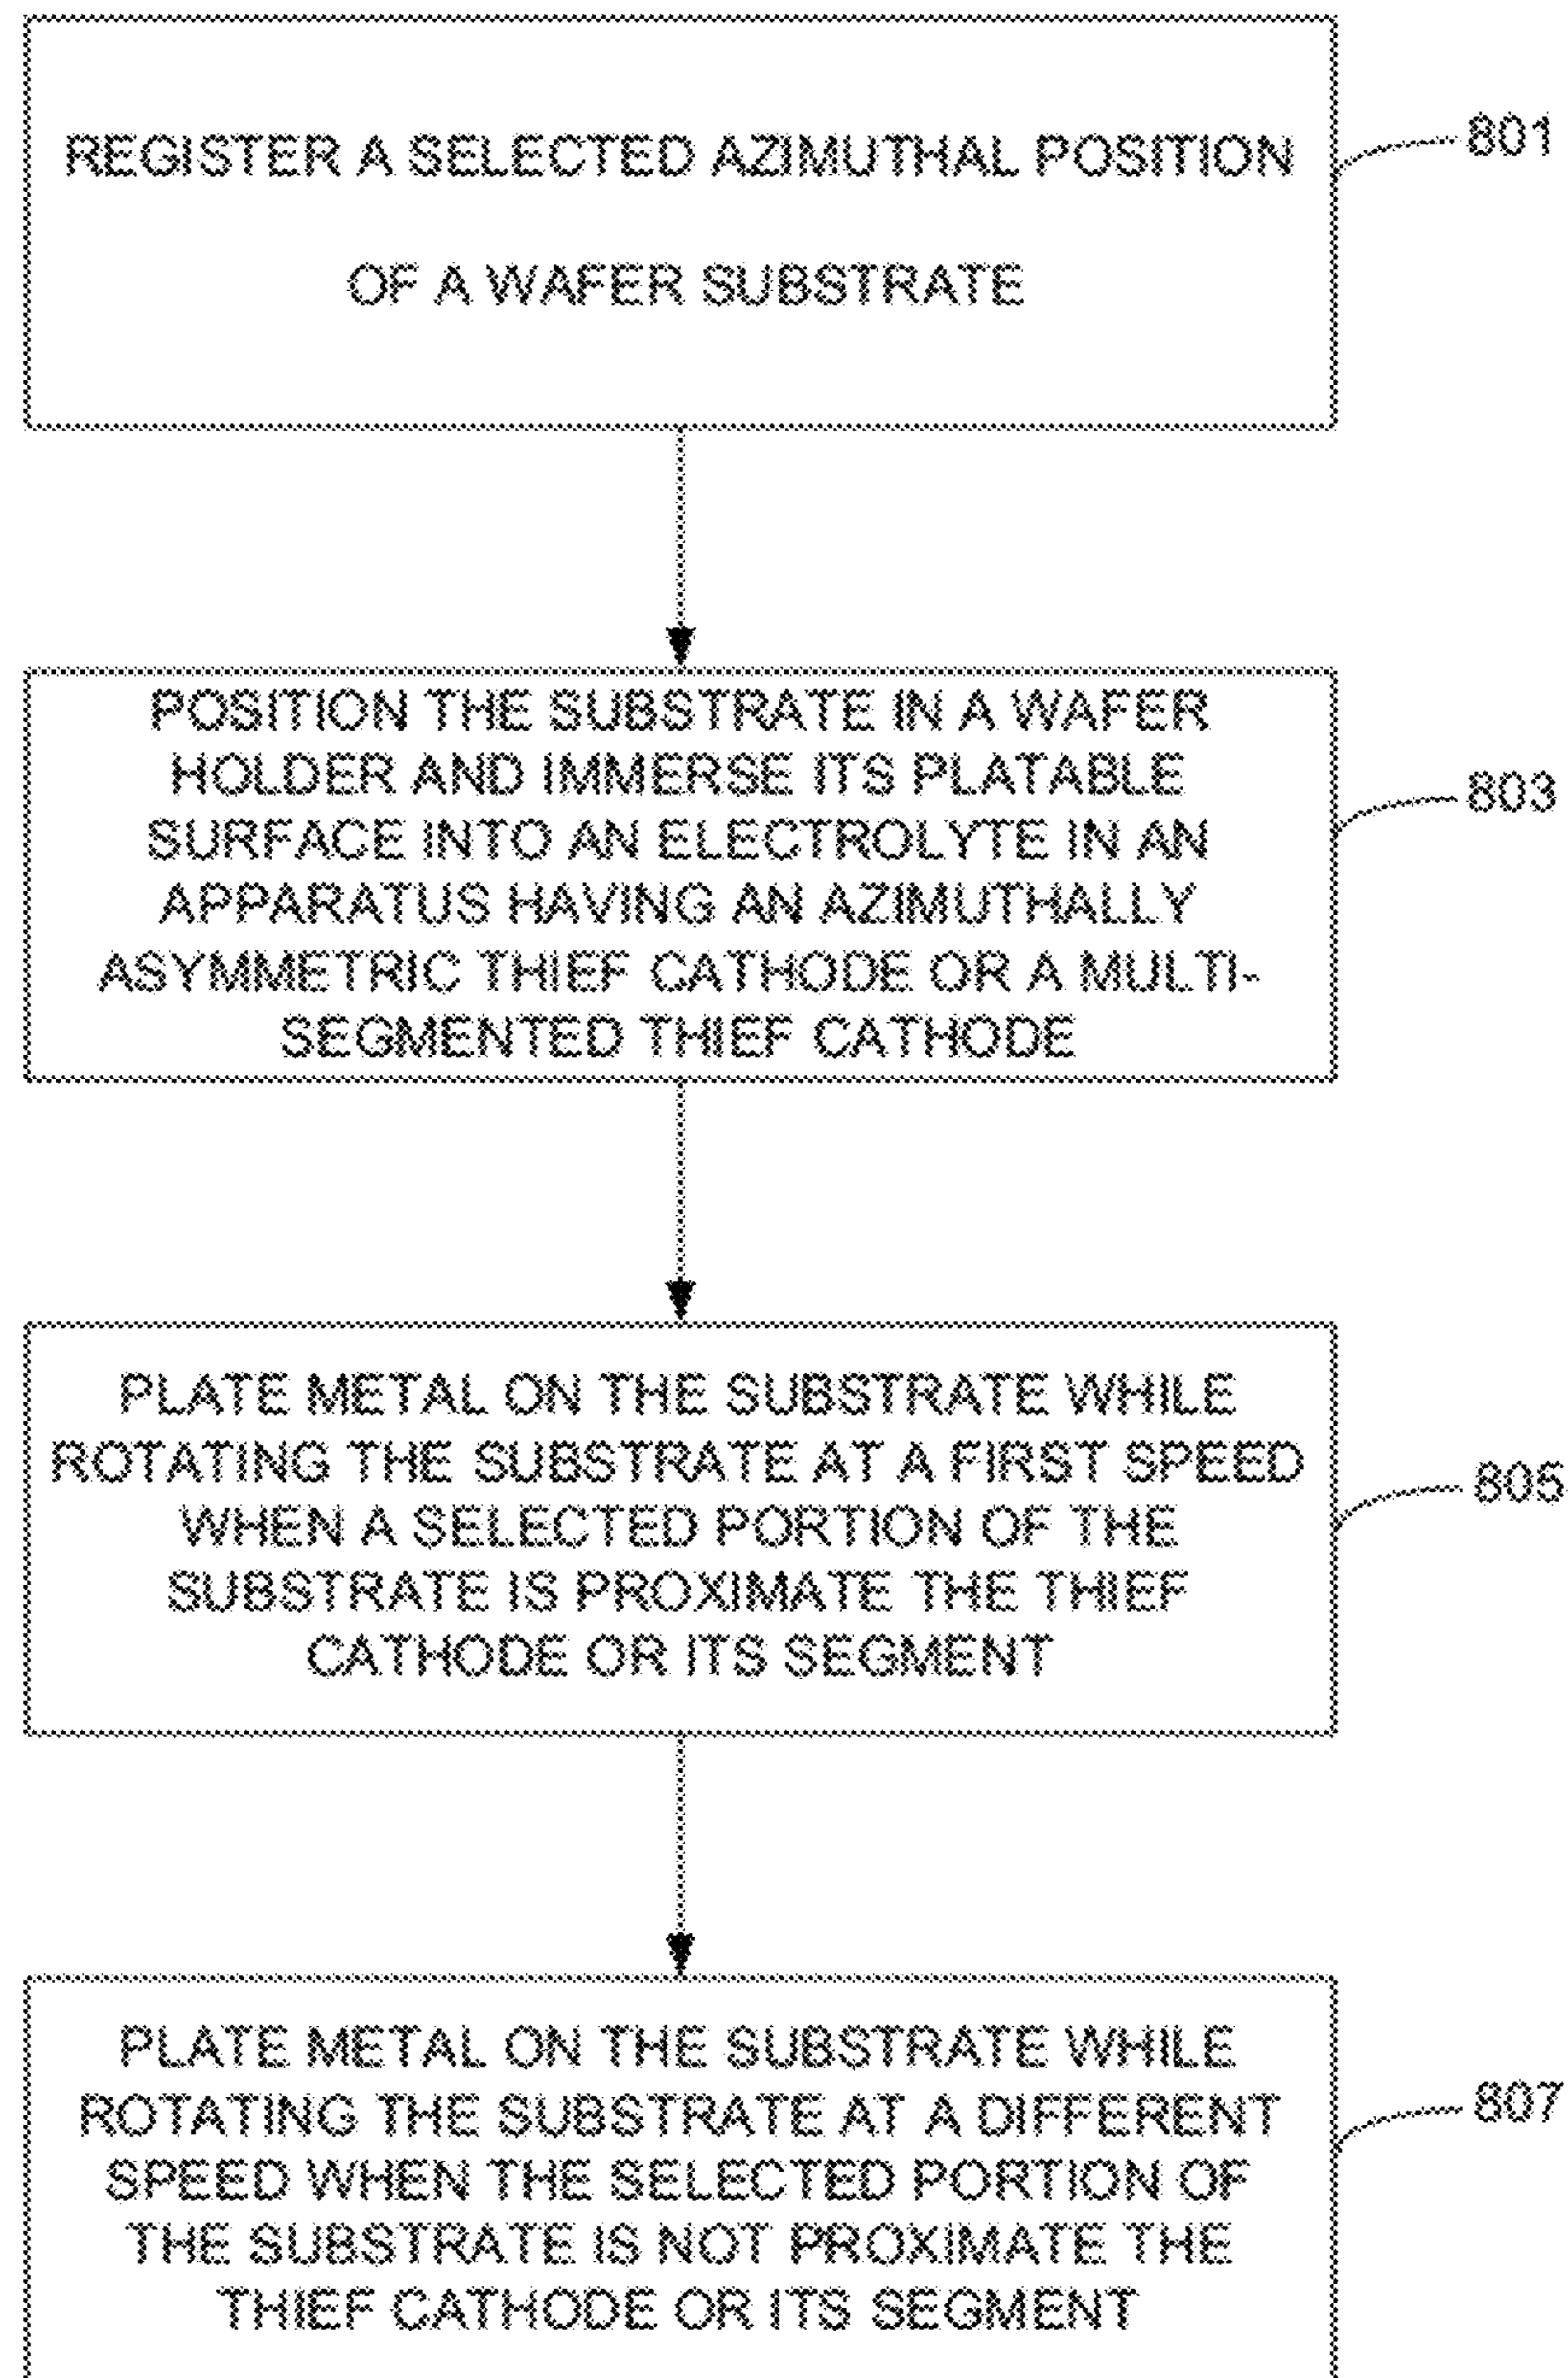 REGISTER A SELECTED AZIMUTHAL POSITION
OF A WAFER SUBSTRATE
801
POSITION THE SUBSTRATE IN A WAFER
HOLDER AND IMMERSE ITS PLATABLE
SURFACE INTO AN ELECTROLYTE IN AN
APPARATUS HAVING AN AZIMUTHALLY
ASYMMETRIC THIEF CATHODE OR A MULTI-
SEGMENTED THIEF CATHODE
803
PLATE METAL ON THE SUBSTRATE WHILE
ROTATING THE SUBSTRATE AT A FIRST SPEED
WHEN A SELECTED PORTION OF THE
SUBSTRATE IS PROXIMATE THE THIEF
CATHODE OR ITS SEGMENT
805
PLATE METAL ON THE SUBSTRATE WHILE
ROTATING THE SUBSTRATE AT A DIFFERENT
SPEED WHEN THE SELECTED PORTION OF
THE SUBSTRATE IS NOT PROXIMATE THE
THIEF CATHODE OR ITS SEGMENT
807